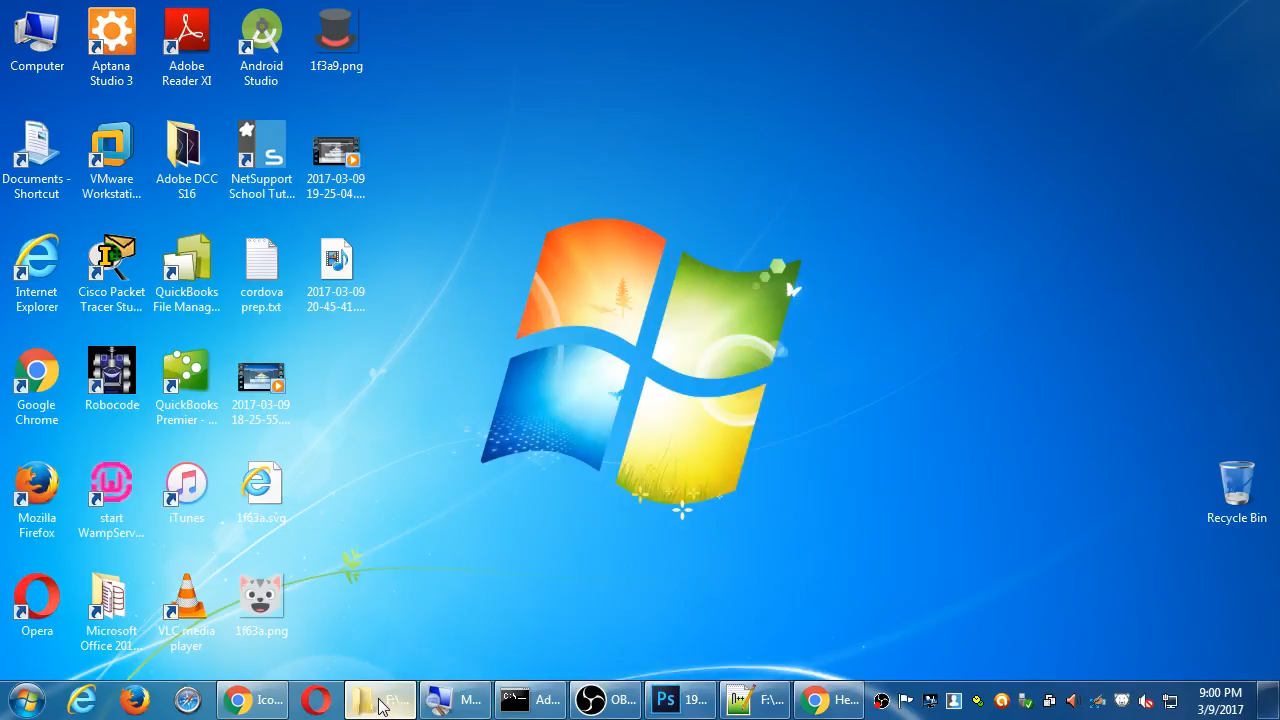 Computer
Aptana
Studio 3
Adobe
Reader XI
Android
Studio
1f3a9.png
Documents -
Shortcut
VMware
Workstati...
Adobe DCC
S16
NetSupport
School Tut...
2017-03-09
19-25-04....
Internet
Explorer
Cisco Packet
Tracer Stu...
QuickBooks
File Manag...
cordova
prep.txt
2017-03-09
20-45-41....
Google
Chrome
Robocode
QuickBooks
Premier - ...
2017-03-09
18-25-55....
Mozilla
Firefox
start
WampServ...
iTunes
1f63a.svg
Recycle Bin
Opera
Microsoft
Office 201...
VLC media
player
1f63a.png
Ico...
F:\...
M...
Ad...
OB...
Ps 19...
F:\...
He...
9:00 PM
3/9/2017